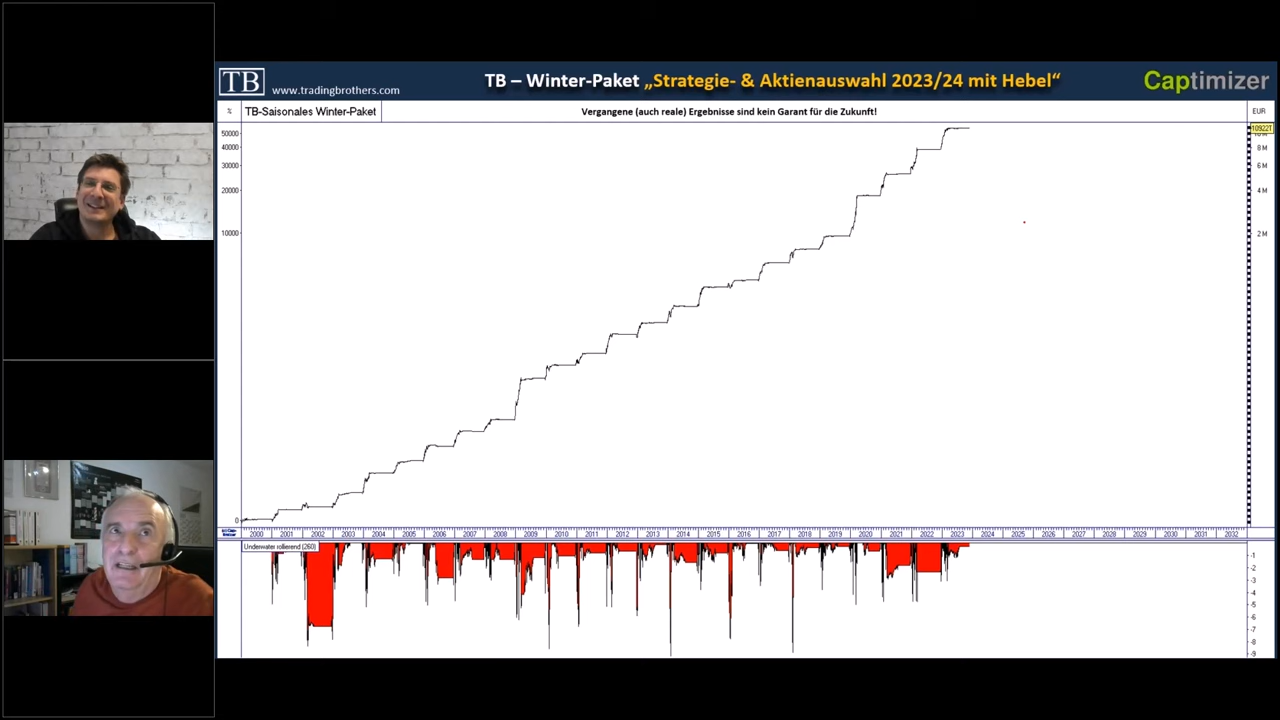 TB
www.tradingbrothers.com
TB – Winter-Paket „Strategie- & Aktienauswahl 2023/24 mit Hebel“
Captimizer
%
TB-Saisonales Winter-Paket
Vergangene (auch reale) Ergebnisse sind kein Garant für die Zukunft!
EUR
50000
40000
30000
20000
10000
0
10922T
8 M
6 M
4 M
2 M
2000 2001 2002 2003 2004 2005 2006 2007 2008 2009 2010 2011 2012 2013 2014 2015 2016 2017 2018 2019 2020 2021 2022 2023 2024 2025 2026 2027 2028 2029 2030 2031 2032
Underwater rollierend (260)
-1
-2
-3
-4
-5
-6
-7
-8
-9